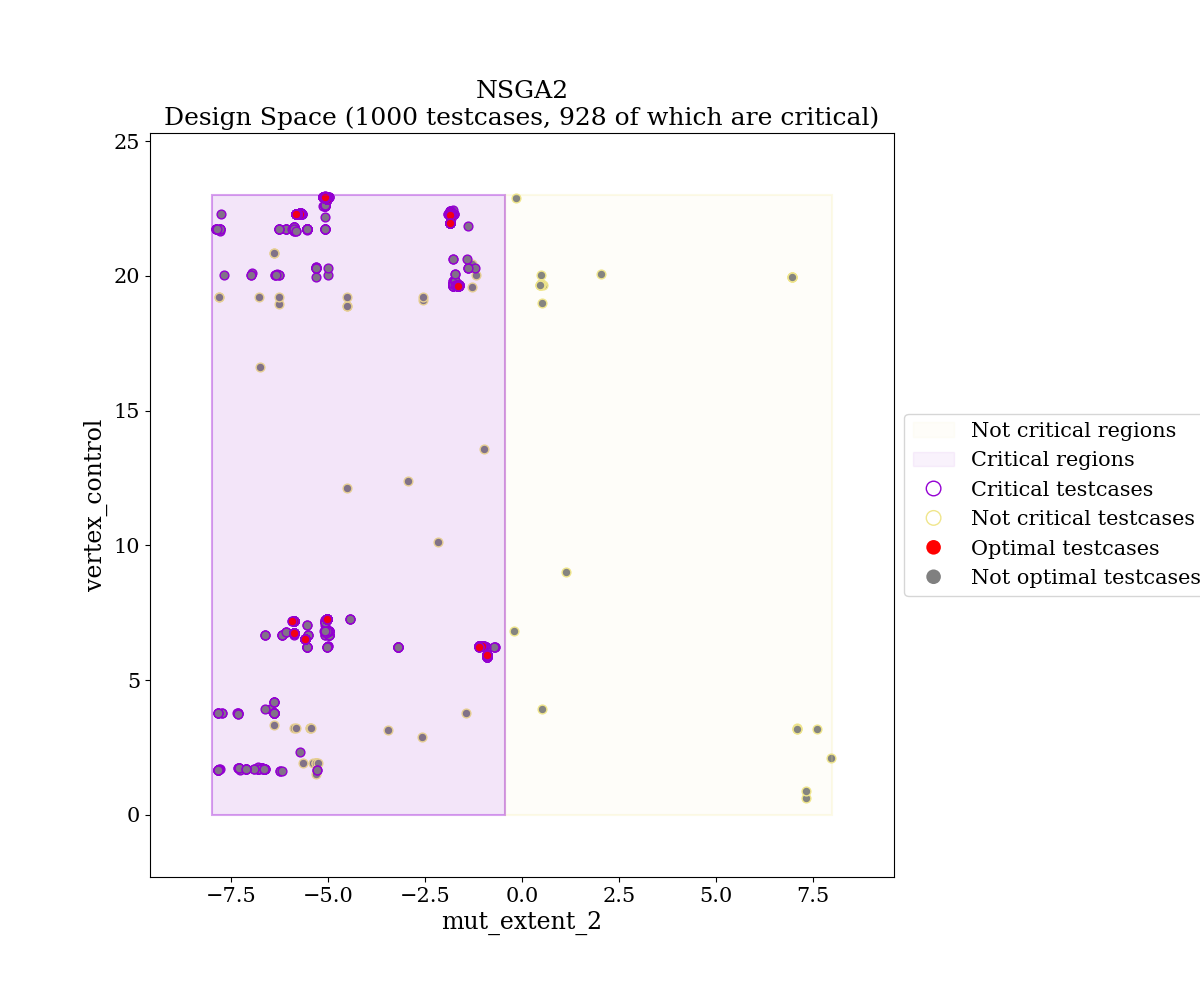 NSGA2
Design Space (1000 testcases, 928 of which are critical)
25
20
15
10
5
0
vertex_control
−7.5
−5.0
−2.5
0.0
2.5
5.0
7.5
mut_extent_2
Not critical regions
Critical regions
Critical testcases
Not critical testcases
Optimal testcases
Not optimal testcases